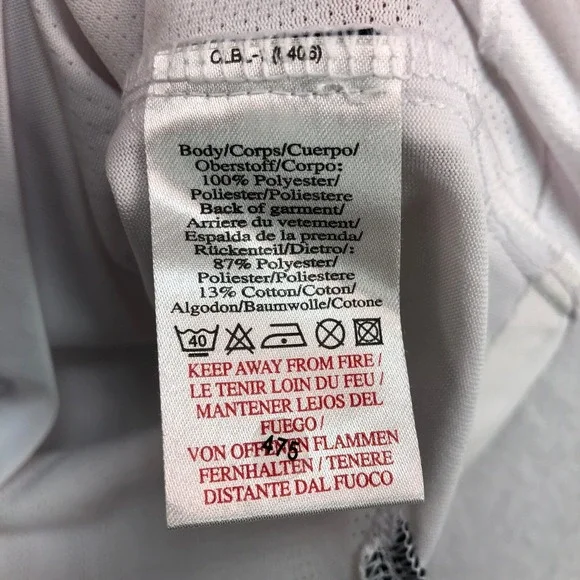 Body/Corps/Cuerpo/
Oberstoff/Corpo:
100% Polyester/
Poliester/Poliestere
Back of garment/
Arriere du vetement/
Espalda de la prenda/
Rückenteil/Dietro/:
87% Polyester/
Poliester/Poliestere
13% Cotton/Coton/
Algodon/Baumwolle/Cotone
40
KEEP AWAY FROM FIRE /
LE TENIR LOIN DU FEU /
MANTENER LEJOS DEL
FUEGO/
VON FLAMMEN
475
FERNHALTEN / TENERE
DISTANTE DAL FUOCO